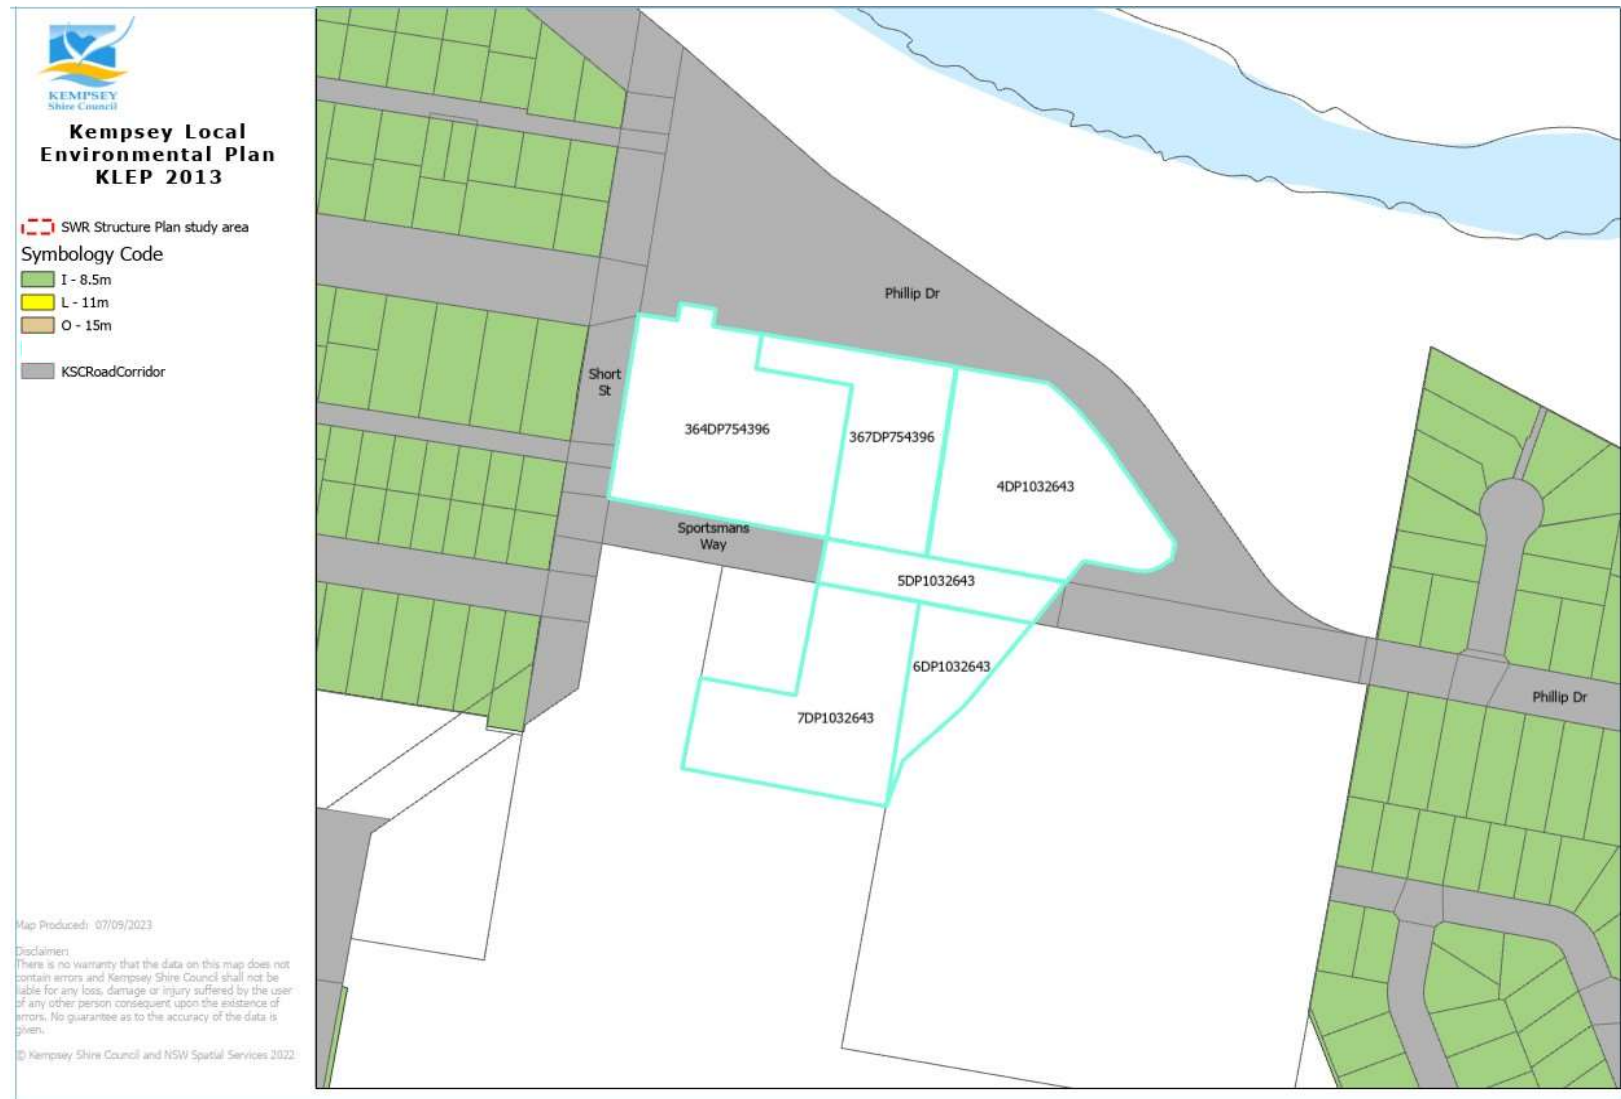 KEMPSEY
Shire Council
Kempsey Local
Environmental Plan
KLEP 2013
SWR Structure Plan study area
Symbology Code
I - 8.5m
L - 11m
O - 15m
KSCRoadCorridor
Map Produced: 07/09/2023
Disclaimer:
There is no warranty that the data on this map does not
contain errors and Kempsey Shire Council shall not be
liable for any loss, damage or injury suffered by the user
of any other person consequent upon the existence of
errors. No guarantee as to the accuracy of the data is
given.
© Kempsey Shire Council and NSW Spatial Services 2022
Phillip Dr
Short
St
364DP754396
367DP754396
4DP1032643
Sportsmans
Way
5DP1032643
6DP1032643
7DP1032643
Phillip Dr